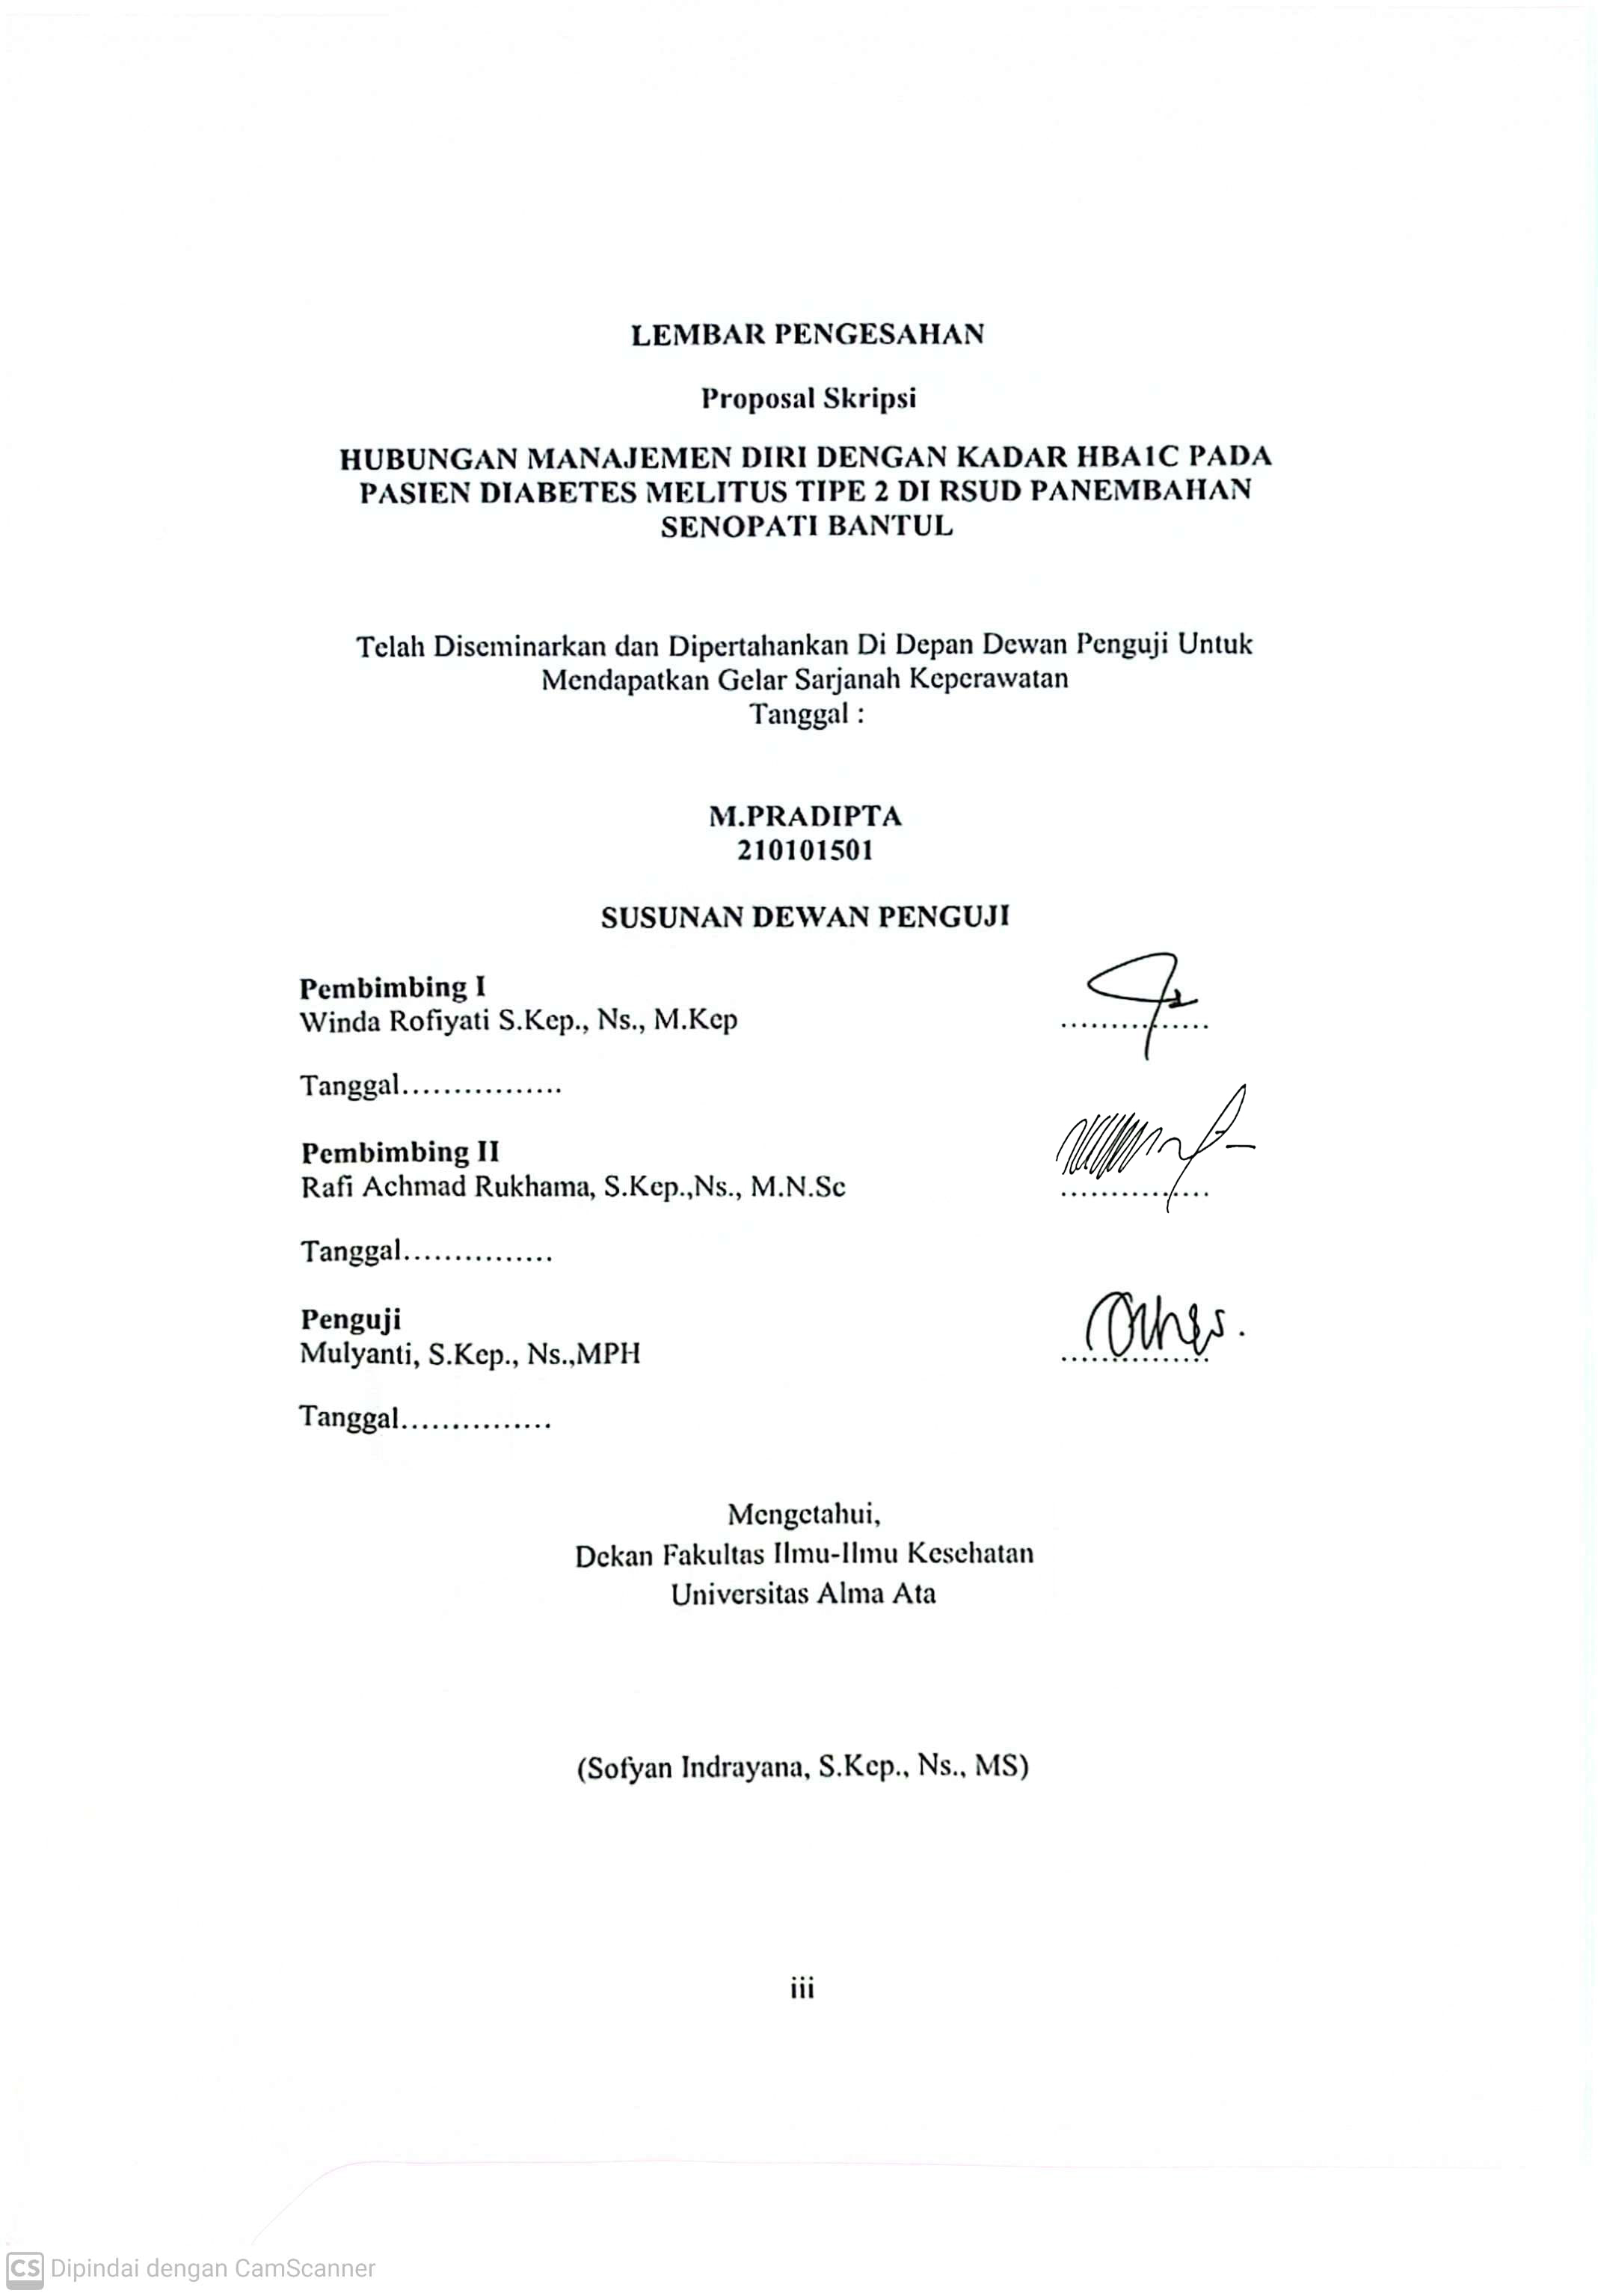 LEMBAR PENGESAHAN
Proposal Skripsi
HUBUNGAN MANAJEMEN DIRI DENGAN KADAR HBA1C PADA
PASIEN DIABETES MELITUS TIPE 2 DI RSUD PANEMBAHAN
SENOPATI BANTUL
Telah Diseminarkan dan Dipertahankan Di Depan Dewan Penguji Untuk
Mendapatkan Gelar Sarjanah Keperawatan
Tanggal :
M.PRADIPTA
210101501
SUSUNAN DEWAN PENGUJI
Pembimbing I
Winda Rofiyati S.Kep., Ns., M.Kep ...............
Tanggal................
Pembimbing II
Rafi Achmad Rukhama, S.Kep.,Ns., M.N.Sc ...............
Tanggal...............
Penguji
Mulyanti, S.Kep., Ns.,MPH ...............
Tanggal...............
Mengetahui,
Dekan Fakultas Ilmu-Ilmu Kesehatan
Universitas Alma Ata
(Sofyan Indrayana, S.Kep., Ns., MS)
iii
CS Dipindai dengan CamScanner